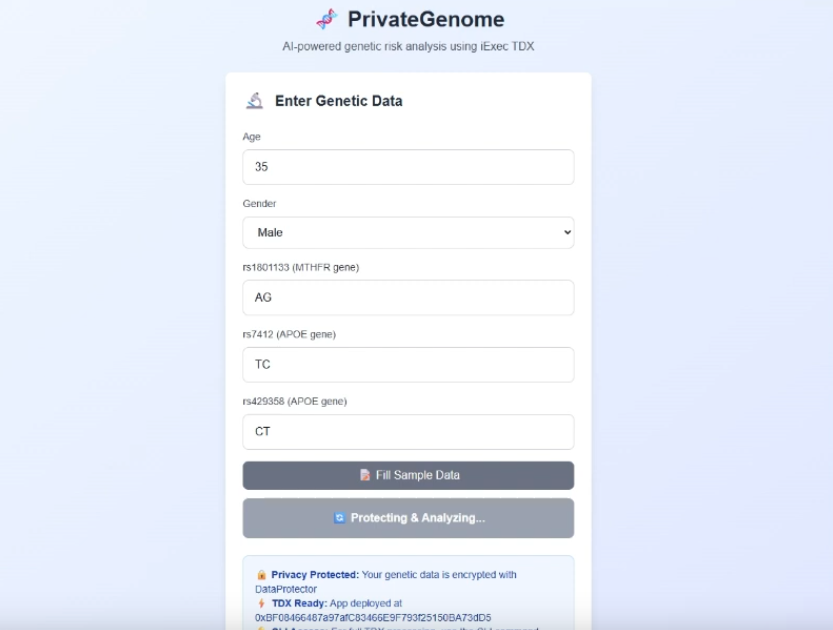 PrivateGenome
AI-powered genetic risk analysis using iExec TDX
Enter Genetic Data
Age
35
Gender
Male
rs1801133 (MTHFR gene)
AG
rs7412 (APOE gene)
TC
rs429358 (APOE gene)
CT
Fill Sample Data
Protecting & Analyzing...
Privacy Protected: Your genetic data is encrypted with
DataProtector
TDX Ready: App deployed at
0xBF08466487a97afC83466E9F793f25150BA73dD5